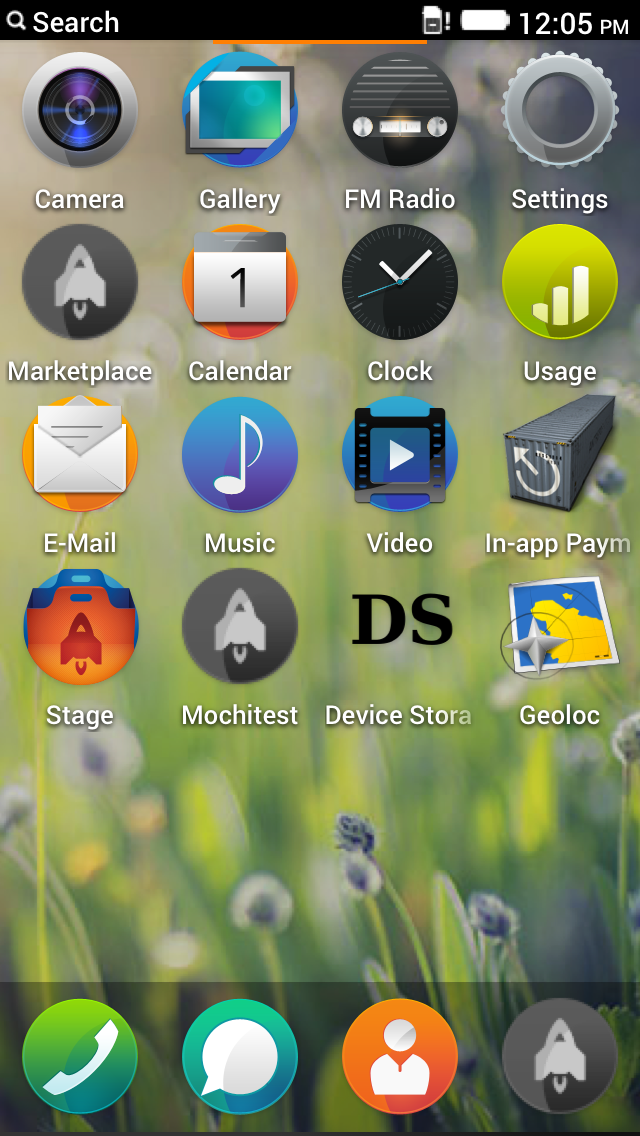 Search
! 12:05 PM
Camera Gallery FM Radio Settings
1
Marketplace Calendar Clock Usage
E-Mail Music Video In-app Paym
DS
Stage Mochitest Device Stora Geoloc